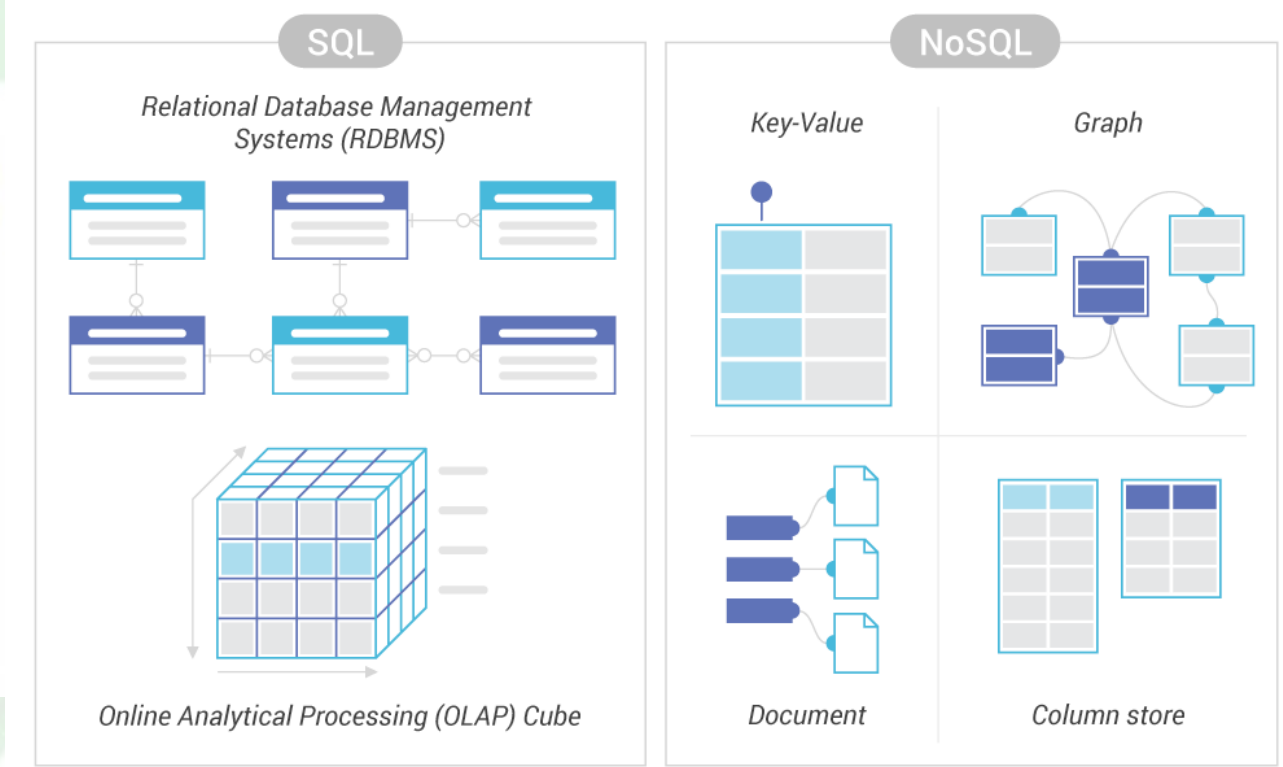 SQL
Relational Database Management
Systems (RDBMS)
Online Analytical Processing (OLAP) Cube
NoSQL
Key-Value
Graph
Document
Column store